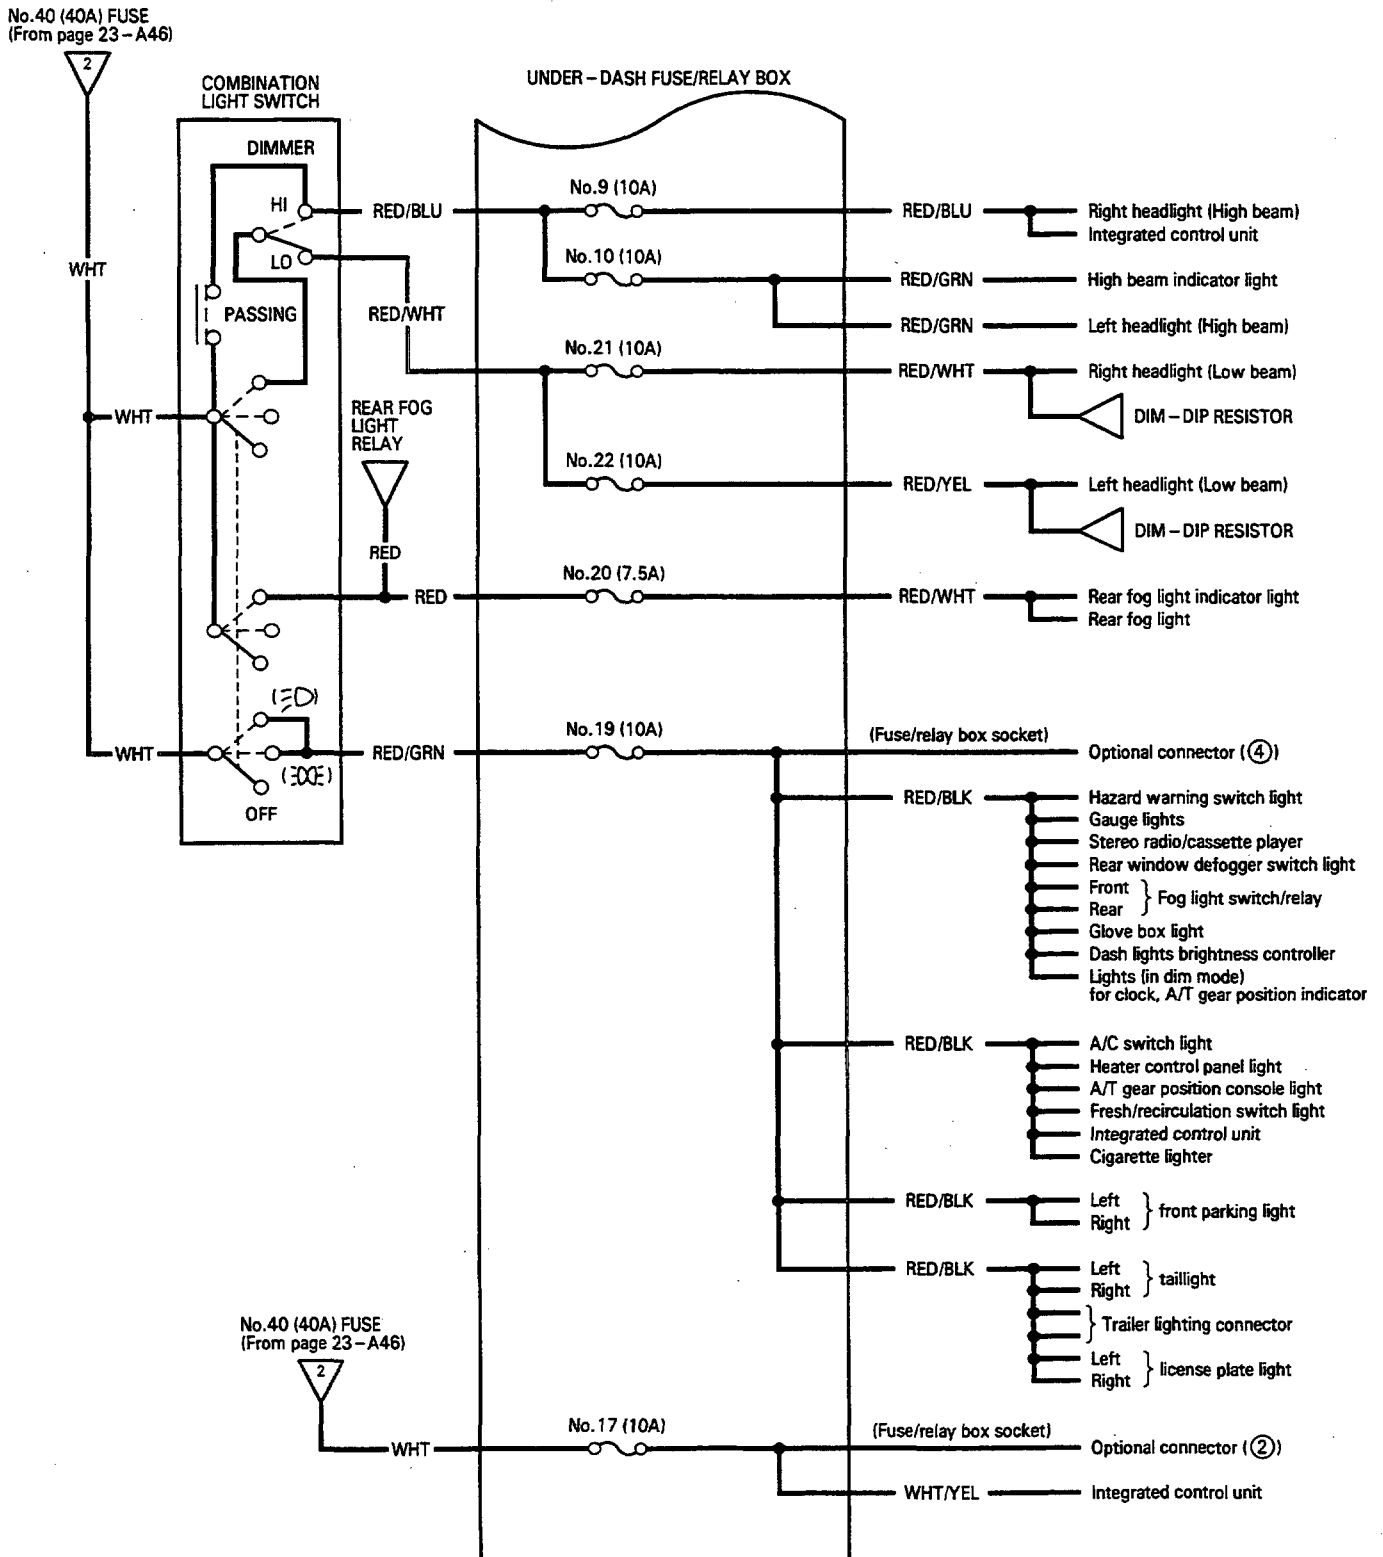 No.40 (40A) FUSE
(From page 23-A46)
2
COMBINATION
LIGHT SWITCH
UNDER-DASH FUSE/RELAY BOX
DIMMER
HI
RED/BLU
No.9 (10A)
RED/BLU
Right headlight (High beam)
Integrated control unit
LO
WHT
No.10 (10A)
RED/GRN
High beam indicator light
PASSING
RED/WHT
RED/GRN
Left headlight (High beam)
No.21 (10A)
RED/WHT
Right headlight (Low beam)
WHT
REAR FOG
LIGHT
RELAY
DIM-DIP RESISTOR
No.22 (10A)
RED/YEL
Left headlight (Low beam)
DIM-DIP RESISTOR
RED
RED
No.20 (7.5A)
RED/WHT
Rear fog light indicator light
Rear fog light
WHT
OFF
RED/GRN
No.19 (10A)
(Fuse/relay box socket)
Optional connector (④)
RED/BLK
Hazard warning switch light
Gauge lights
Stereo radio/cassette player
Rear window defogger switch light
Front
Rear
Fog light switch/relay
Glove box light
Dash lights brightness controller
Lights (in dim mode)
for clock, A/T gear position indicator
RED/BLK
A/C switch light
Heater control panel light
A/T gear position console light
Fresh/recirculation switch light
Integrated control unit
Cigarette lighter
RED/BLK
Left
Right
front parking light
RED/BLK
Left
Right
taillight
Trailer lighting connector
Left
Right
license plate light
No.40 (40A) FUSE
(From page 23-A46)
2
WHT
No.17 (10A)
(Fuse/relay box socket)
Optional connector (②)
WHT/YEL
Integrated control unit